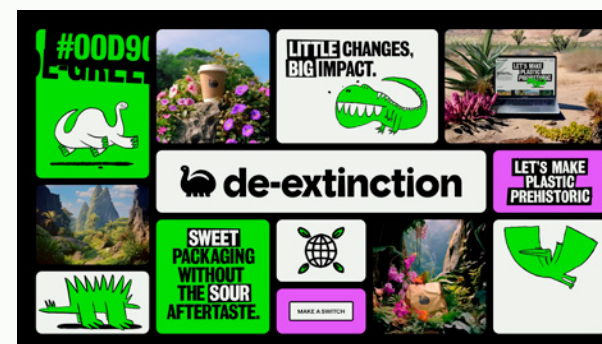 #00D9
LITTLE CHANGES,
BIG IMPACT.
LET'S MAKE
PLASTIC
PREHISTORIC
de-extinction
LET'S MAKE
PLASTIC
PREHISTORIC
SWEET
PACKAGING
WITHOUT
THE SOUR
AFTERTASTE.
MAKE A SWITCH